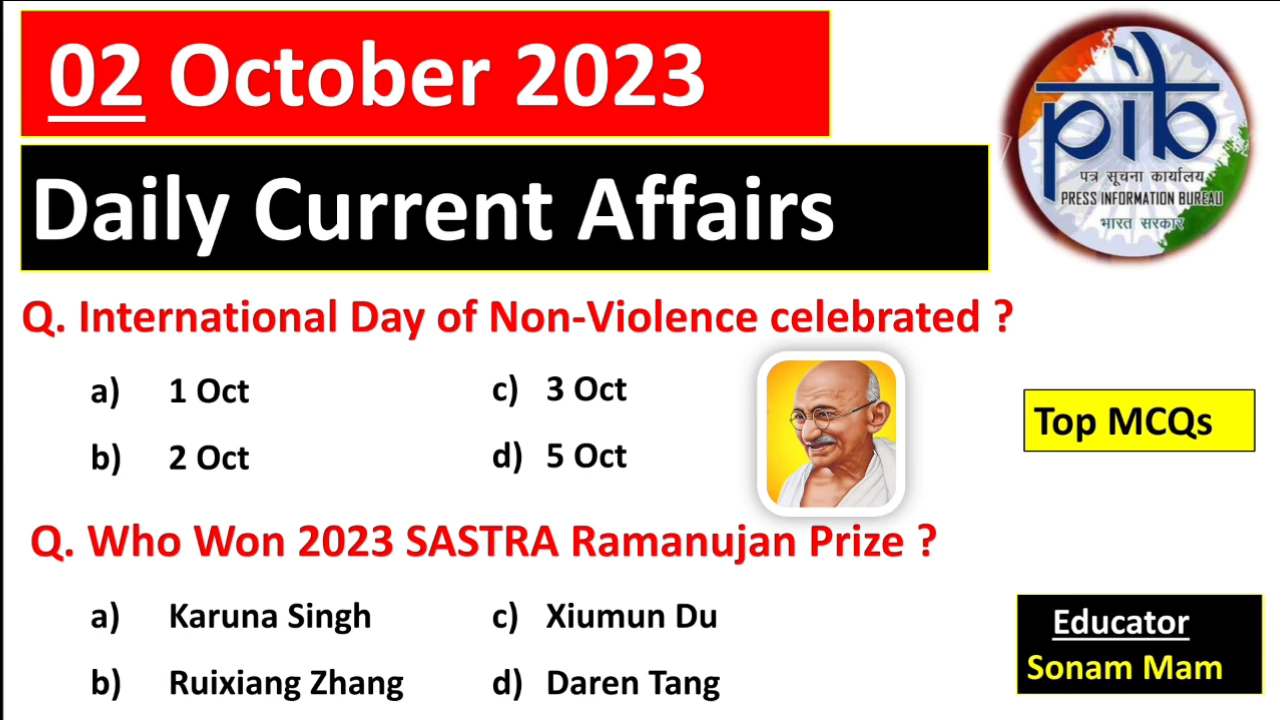 02 October 2023
Daily Current Affairs
pib
पत्र सूचना कार्यालय
PRESS INFORMATION BUREAU
भारत सरकार
Q. International Day of Non-Violence celebrated ?
a) 1 Oct
c) 3 Oct
b) 2 Oct
d) 5 Oct
Top MCQs
Q. Who Won 2023 SASTRA Ramanujan Prize ?
a) Karuna Singh
c) Xiumun Du
b) Ruixiang Zhang
d) Daren Tang
Educator
Sonam Mam